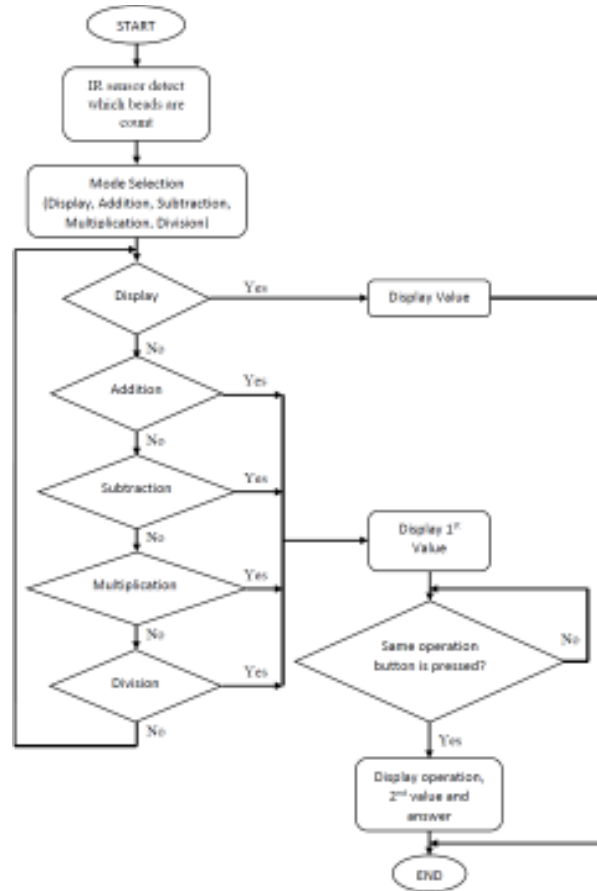 START
IR sensor detect
which beads are
count
Mode Selection
(Display, Addition, Subtraction,
Multiplication, Division)
Display
Yes
Display Value
No
Addition
Yes
No
Subtraction
Yes
No
Multiplication
Yes
No
Division
Yes
No
Display 1st
Value
Same operation
button is pressed?
No
Yes
Display operation,
2nd value and
answer
END